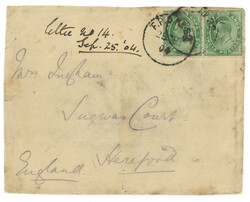 Letter No 14.
Sep. 25. '04.
Mrs Ingham
Sugwas Court
Hereford
England